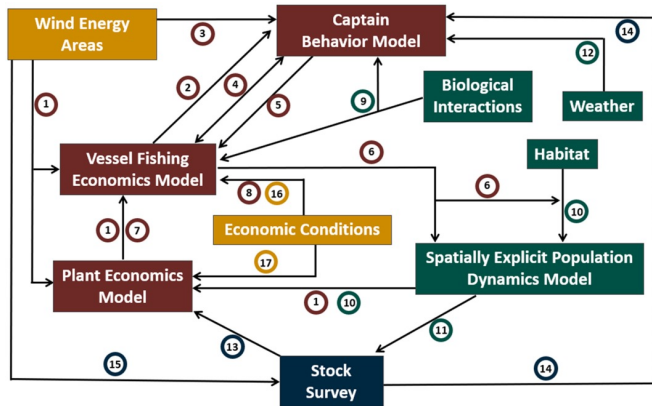 Wind Energy
Areas
3
Captain
Behavior Model
14
12
2
4
5
1
9
Biological
Interactions
Weather
Vessel Fishing
Economics Model
6
Habitat
6
8 16
10
1 7
Economic Conditions
17
Plant Economics
Model
Spatially Explicit Population
Dynamics Model
1 10
11
13
15
Stock
Survey
14